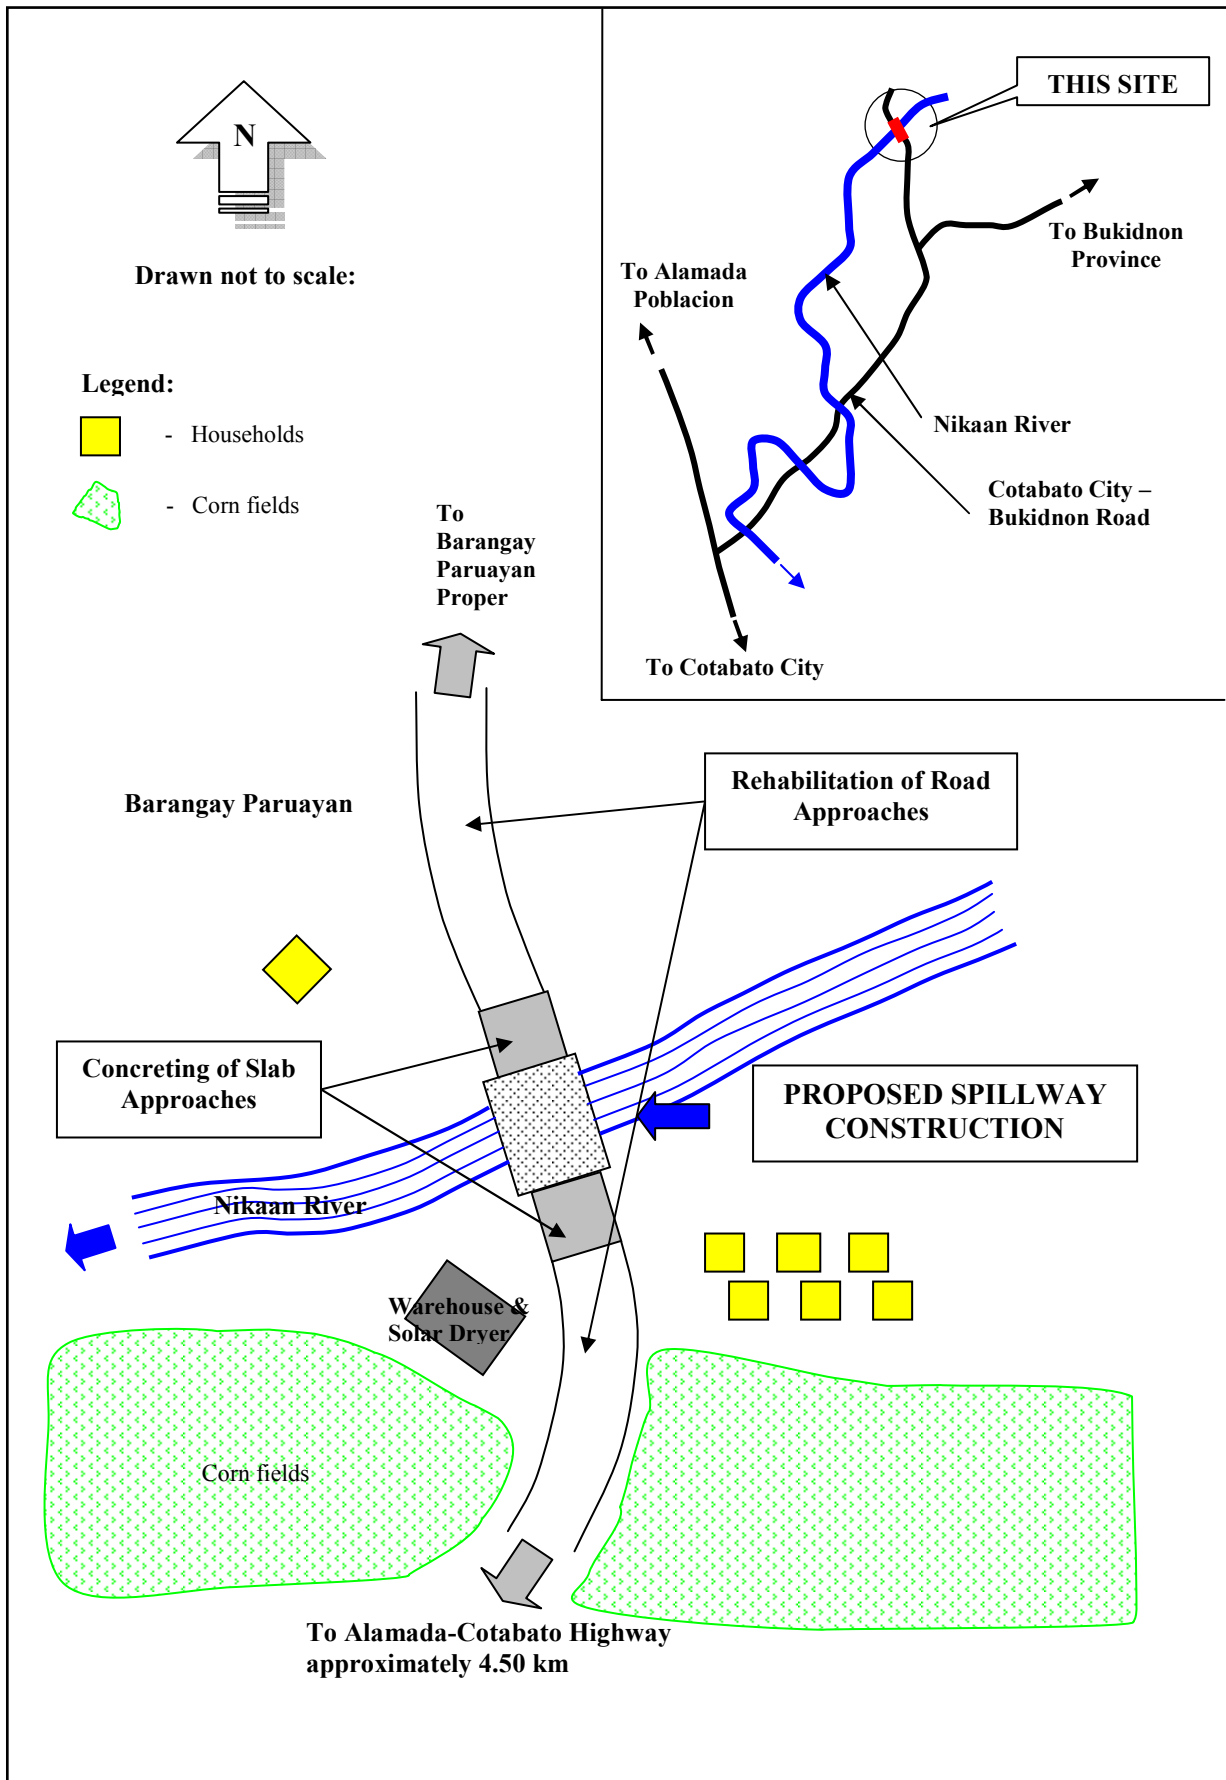 N
Drawn not to scale:
Legend:
- Households
- Corn fields
THIS SITE
To Bukidnon
Province
To Alamada
Poblacion
Nikaan River
Cotabato City –
Bukidnon Road
To Cotabato City
To
Barangay
Paruayan
Proper
Rehabilitation of Road
Approaches
Barangay Paruayan
Concreting of Slab
Approaches
PROPOSED SPILLWAY
CONSTRUCTION
Nikaan River
Warehouse &
Solar Dryer
Corn fields
To Alamada-Cotabato Highway
approximately 4.50 km